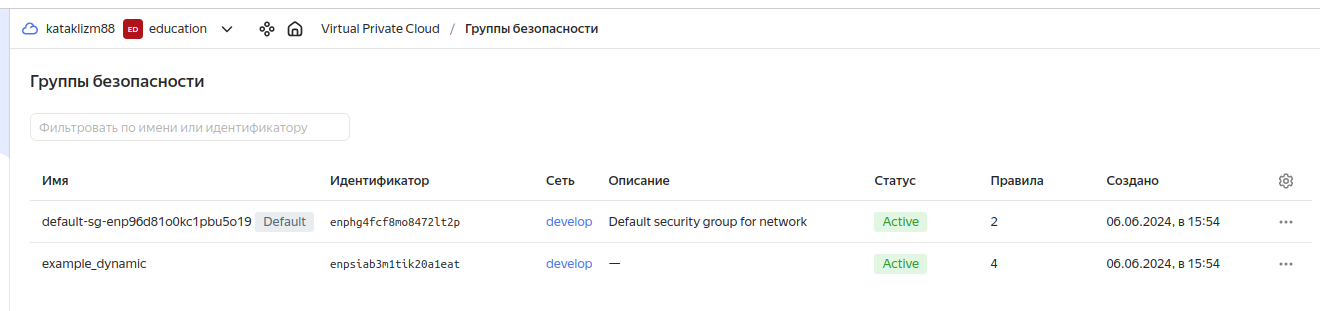 kataklizm88 ED education Virtual Private Cloud / Группы безопасности
Группы безопасности
Фильтровать по имени или идентификатору
Имя Идентификатор Сеть Описание Статус Правила Создано
default-sg-enp96d81o0kc1pbu5o19 Default enphg4fcf8mo8472lt2p develop Default security group for network Active 2 06.06.2024, в 15:54
example_dynamic enpsiab3m1tik20a1eat develop — Active 4 06.06.2024, в 15:54